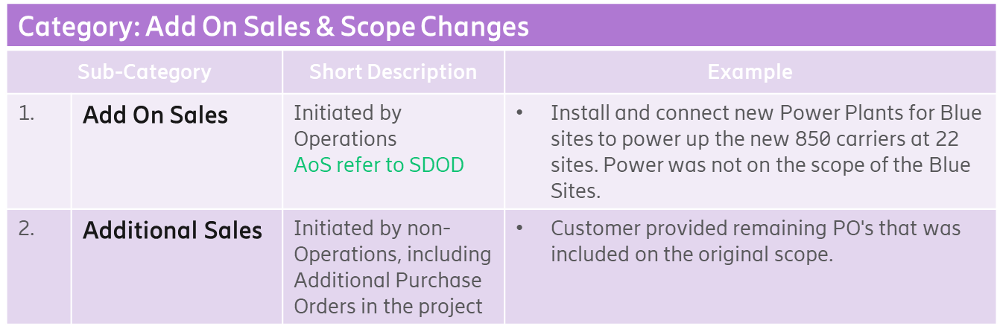 Category: Add On Sales & Scope Changes
Sub-Category
Short Description
Example
1.
Add On Sales
Initiated by
Operations
AoS refer to SDOD
• Install and connect new Power Plants for Blue
sites to power up the new 850 carriers at 22
sites. Power was not on the scope of the Blue
Sites.
2.
Additional Sales
Initiated by non-
Operations, including
Additional Purchase
Orders in the project
• Customer provided remaining PO's that was
included on the original scope.